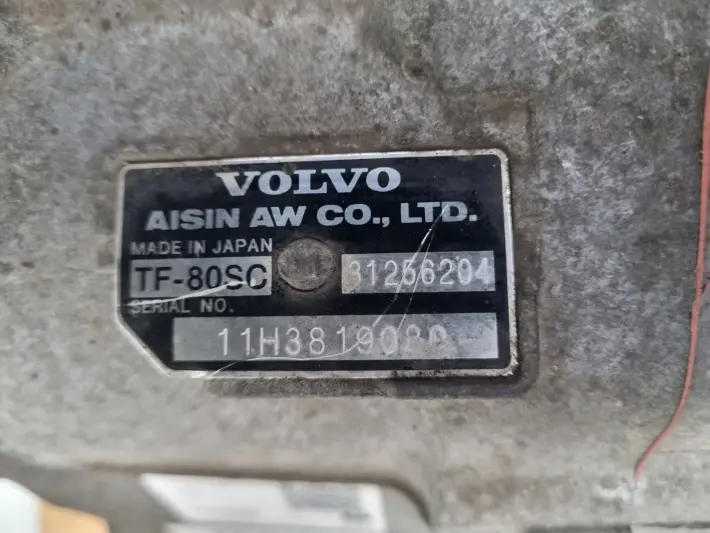 VOLVO
AISIN AW CO., LTD.
MADE IN JAPAN
TF-80SC 31256204
SERIAL NO.
11H3819080